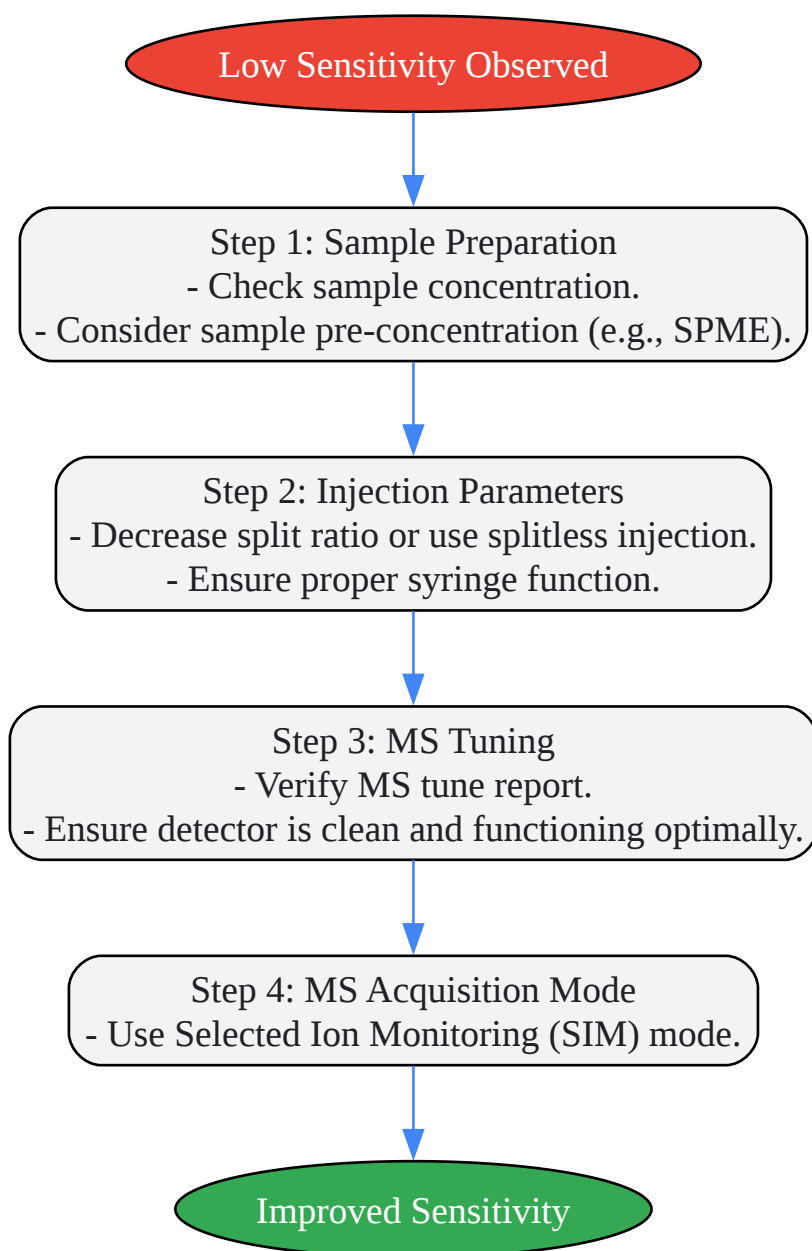 Low Sensitivity Observed
Step 1: Sample Preparation
- Check sample concentration.
- Consider sample pre-concentration (e.g., SPME).
Step 2: Injection Parameters
- Decrease split ratio or use splitless injection.
- Ensure proper syringe function.
Step 3: MS Tuning
- Verify MS tune report.
- Ensure detector is clean and functioning optimally.
Step 4: MS Acquisition Mode
- Use Selected Ion Monitoring (SIM) mode.
Improved Sensitivity